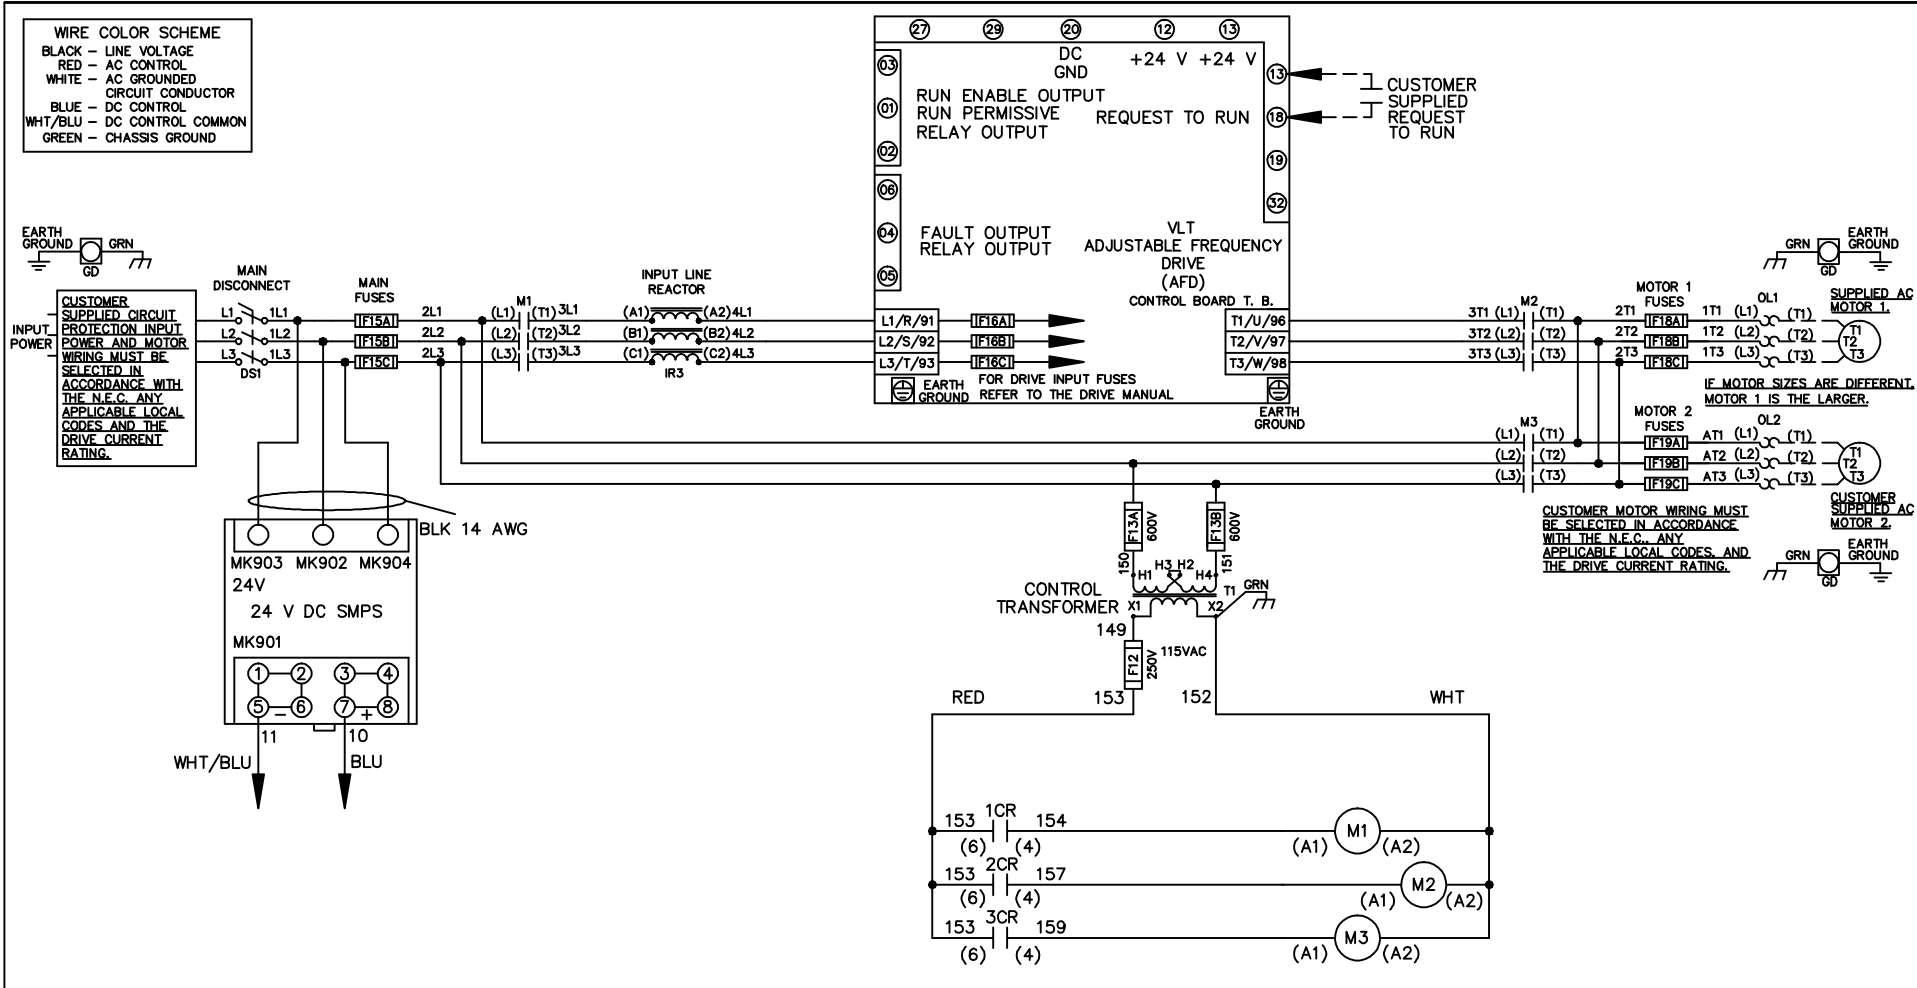 WIRE COLOR SCHEME
BLACK – LINE VOLTAGE
RED – AC CONTROL
WHITE – AC GROUNDED
CIRCUIT CONDUCTOR
BLUE – DC CONTROL
WHT/BLU – DC CONTROL COMMON
GREEN – CHASSIS GROUND
27 29 20 12 13
DC
GND
+24 V +24 V
03
01
02
RUN ENABLE OUTPUT
RUN PERMISSIVE
RELAY OUTPUT
REQUEST TO RUN
13
18
19
32
CUSTOMER
SUPPLIED
REQUEST
TO RUN
06
04
05
FAULT OUTPUT
RELAY OUTPUT
VLT
ADJUSTABLE FREQUENCY
DRIVE
(AFD)
CONTROL BOARD T. B.
L1/R/91 F16A T1/U/96
L2/S/92 F16B T2/V/97
L3/T/93 F16C T3/W/98
EARTH
GROUND
FOR DRIVE INPUT FUSES
REFER TO THE DRIVE MANUAL
EARTH
GROUND
EARTH
GROUND
GRN
GD
INPUT
POWER
CUSTOMER
SUPPLIED CIRCUIT
PROTECTION INPUT
POWER AND MOTOR
WIRING MUST BE
SELECTED IN
ACCORDANCE WITH
THE N.E.C. ANY
APPLICABLE LOCAL
CODES AND THE
DRIVE CURRENT
RATING.
MAIN
DISCONNECT
L1 1L1
L2 1L2
L3 1L3
DS1
MAIN
FUSES
F15A 2L1
F15B 2L2
F15C 2L3
M1
(L1) (T1) 3L1
(L2) (T2) 3L2
(L3) (T3) 3L3
INPUT LINE
REACTOR
(A1) (A2) 4L1
(B1) (B2) 4L2
(C1) (C2) 4L3
IR3
M2
3T1 (L1) (T1)
3T2 (L2) (T2)
3T3 (L3) (T3)
MOTOR 1
FUSES
2T1 F18A 1T1
2T2 F18B 1T2
2T3 F18C 1T3
OL1
(L1) (T1)
(L2) (T2)
(L3) (T3)
T1
T2
T3
GRN
GD
EARTH
GROUND
SUPPLIED AC
MOTOR 1.
IF MOTOR SIZES ARE DIFFERENT,
MOTOR 1 IS THE LARGER.
M3
(L1) (T1)
(L2) (T2)
(L3) (T3)
MOTOR 2
FUSES
F19A AT1
F19B AT2
F19C AT3
OL2
(L1) (T1)
(L2) (T2)
(L3) (T3)
T1
T2
T3
CUSTOMER
SUPPLIED AC
MOTOR 2.
GRN
GD
EARTH
GROUND
CUSTOMER MOTOR WIRING MUST
BE SELECTED IN ACCORDANCE
WITH THE N.E.C., ANY
APPLICABLE LOCAL CODES, AND
THE DRIVE CURRENT RATING.
BLK 14 AWG
MK903 MK902 MK904
24V
24 V DC SMPS
MK901
1 2 3 4
5 – 6 7 + 8
11 10
WHT/BLU BLU
F13A 600V
F13B 600V
150 151
H1 H3 H2 H4
CONTROL
TRANSFORMER
X1 X2 T1 GRN
149
F12 250V
115VAC
RED 153 152 WHT
153 1CR 154
(6) (4)
(A1) M1 (A2)
153 2CR 157
(6) (4)
(A1) M2 (A2)
153 3CR 159
(6) (4)
(A1) M3 (A2)